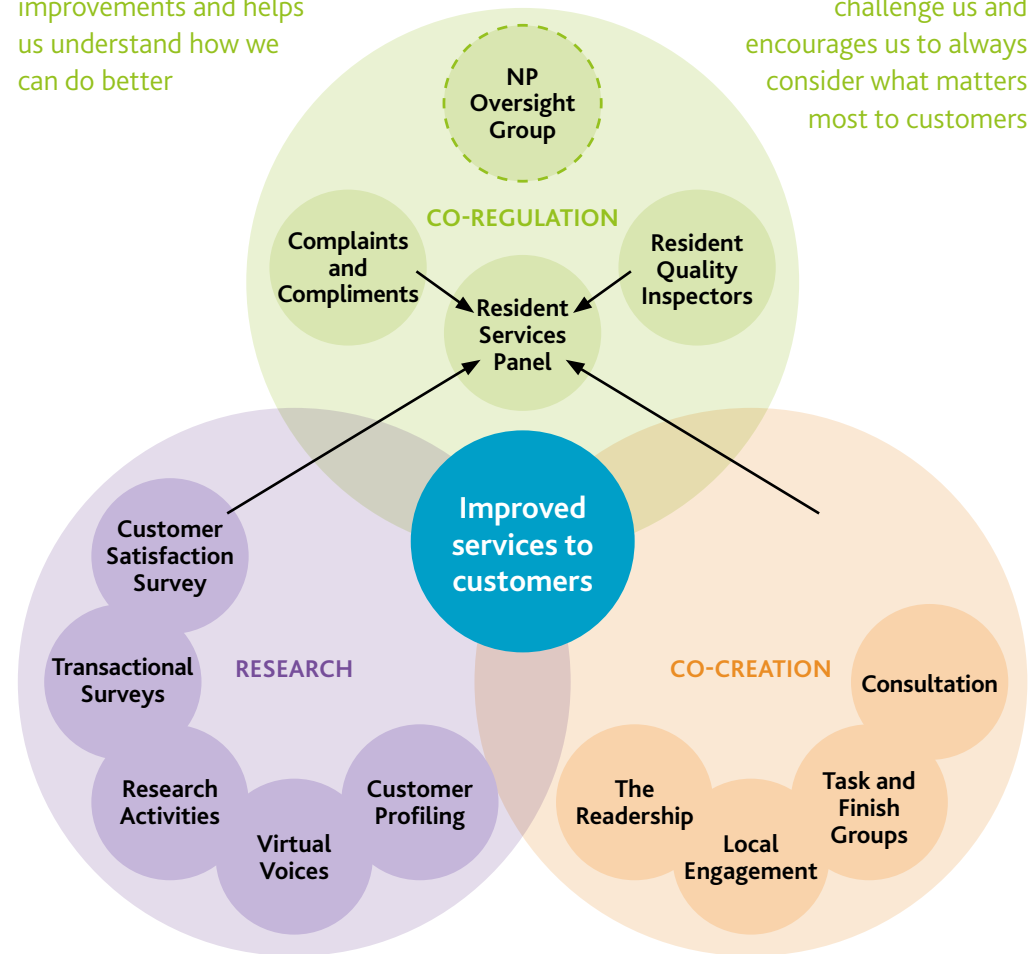 improvements and helps
us understand how we
can do better
challenge us and
encourages us to always
consider what matters
most to customers
NP
Oversight
Group
CO-REGULATION
Complaints
and
Compliments
Resident
Quality
Inspectors
Resident
Services
Panel
Improved
services to
customers
Customer
Satisfaction
Survey
Transactional
Surveys
RESEARCH
Research
Activities
Virtual
Voices
Customer
Profiling
CO-CREATION
Consultation
The
Readership
Local
Engagement
Task and
Finish
Groups